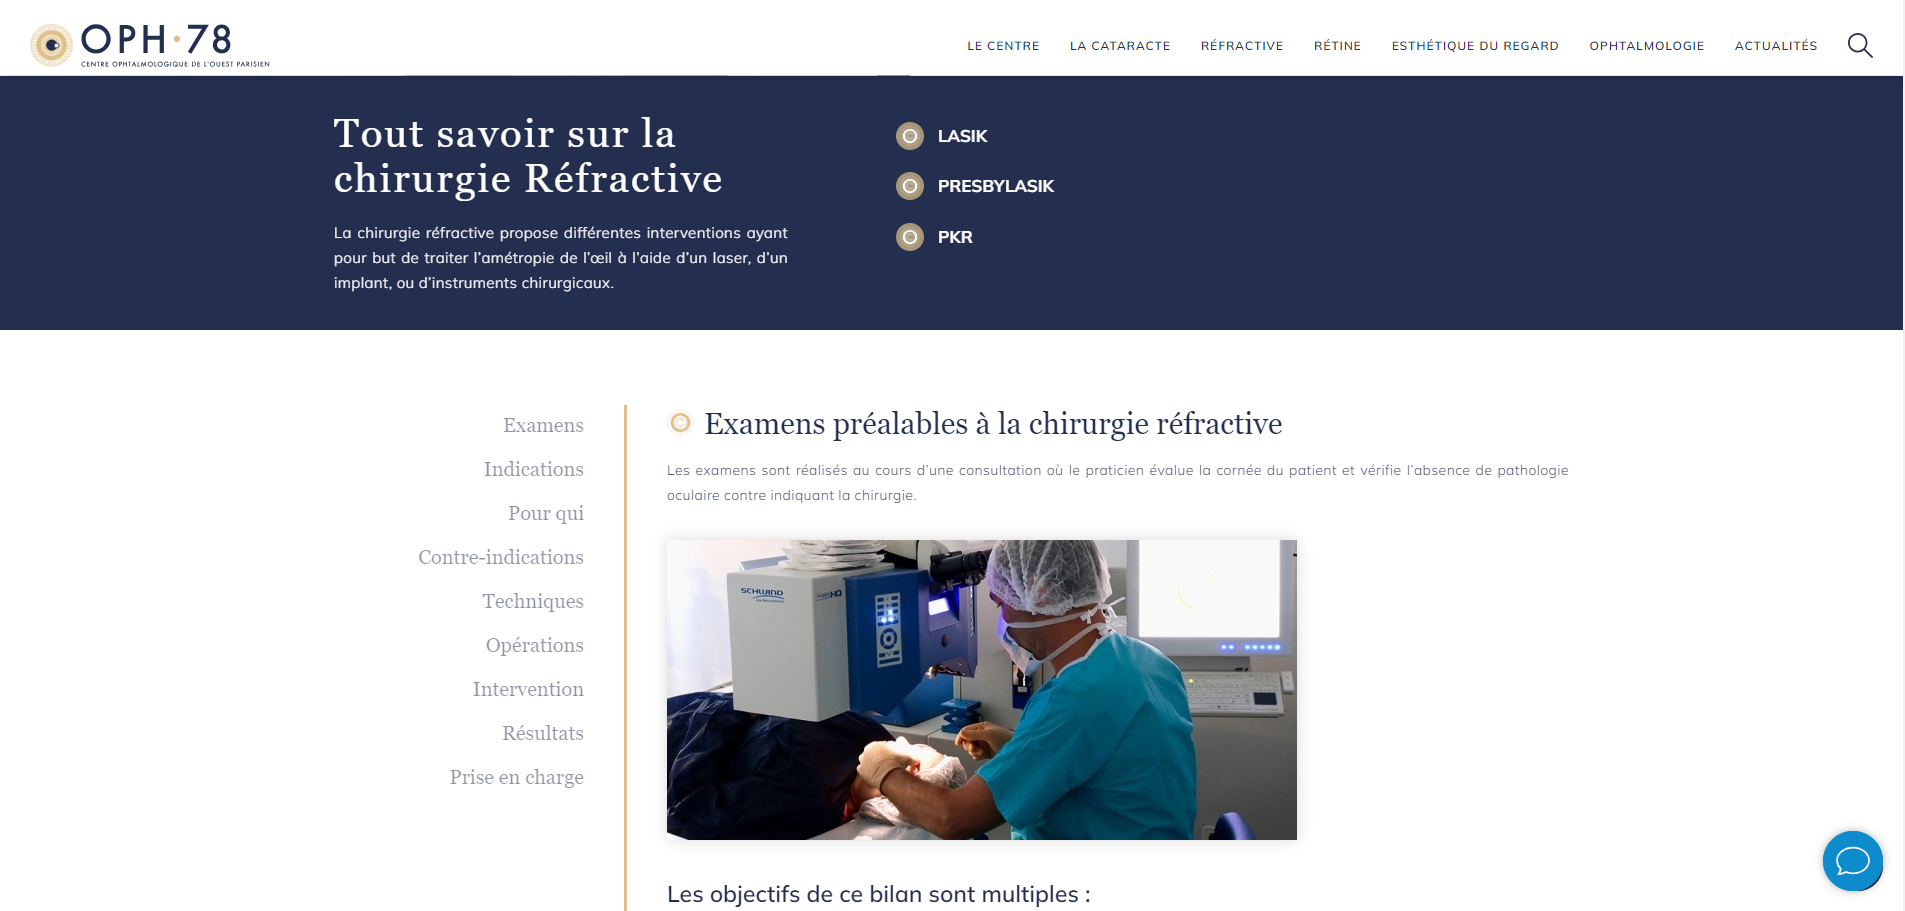 OPH·78
CENTRE OPHTALMOLOGIQUE DE L'OUEST PARISIEN
LE CENTRE
LA CATARACTE
RÉFRACTIVE
RÉTINE
ESTHÉTIQUE DU REGARD
OPHTALMOLOGIE
ACTUALITÉS
Tout savoir sur la
chirurgie Réfractive
La chirurgie réfractive propose différentes interventions ayant
pour but de traiter l’amétropie de l’œil à l’aide d’un laser, d’un
implant, ou d’instruments chirurgicaux.
LASIK
PRESBYLASIK
PKR
Examens
Indications
Pour qui
Contre-indications
Techniques
Opérations
Intervention
Résultats
Prise en charge
Examens préalables à la chirurgie réfractive
Les examens sont réalisés au cours d’une consultation où le praticien évalue la cornée du patient et vérifie l’absence de pathologie
oculaire contre indiquant la chirurgie.
SCHWIND
HQ
Les objectifs de ce bilan sont multiples :